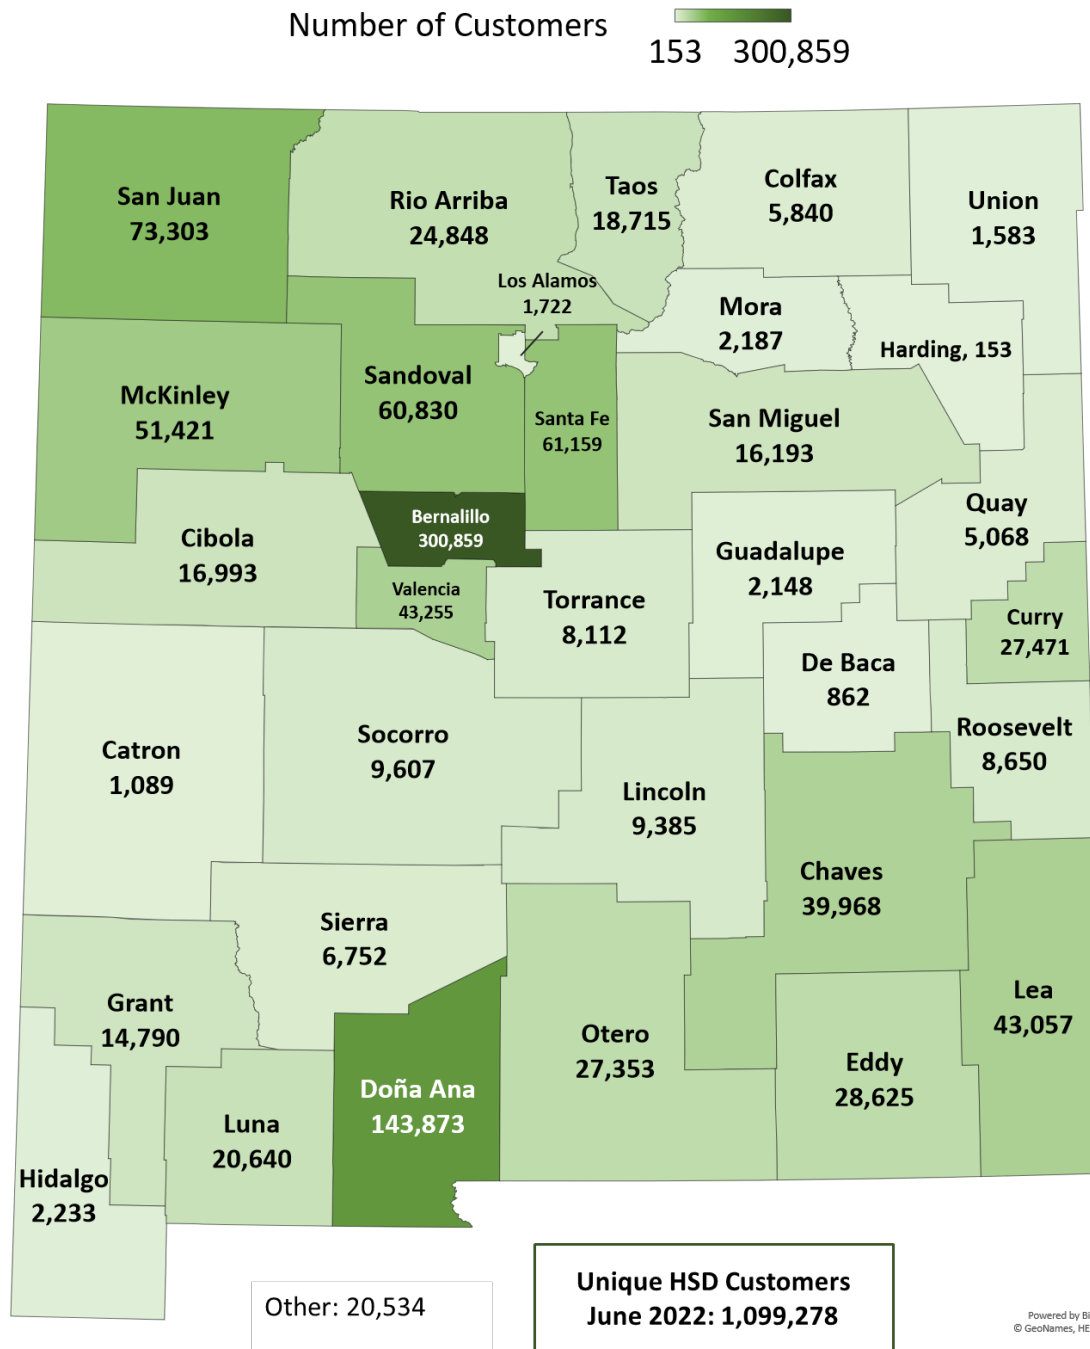 Number of Customers
153 300,859
San Juan
73,303
Rio Arriba
24,848
Taos
18,715
Colfax
5,840
Union
1,583
Los Alamos
1,722
Mora
2,187
Harding, 153
McKinley
51,421
Sandoval
60,830
Santa Fe
61,159
San Miguel
16,193
Quay
5,068
Cibola
16,993
Bernalillo
300,859
Valencia
43,255
Torrance
8,112
Guadalupe
2,148
Curry
27,471
De Baca
862
Roosevelt
8,650
Catron
1,089
Socorro
9,607
Lincoln
9,385
Chaves
39,968
Sierra
6,752
Grant
14,790
Otero
27,353
Lea
43,057
Eddy
28,625
Doña Ana
143,873
Luna
20,640
Hidalgo
2,233
Other: 20,534
Unique HSD Customers
June 2022: 1,099,278
Powered by Bi
© GeoNames, HE